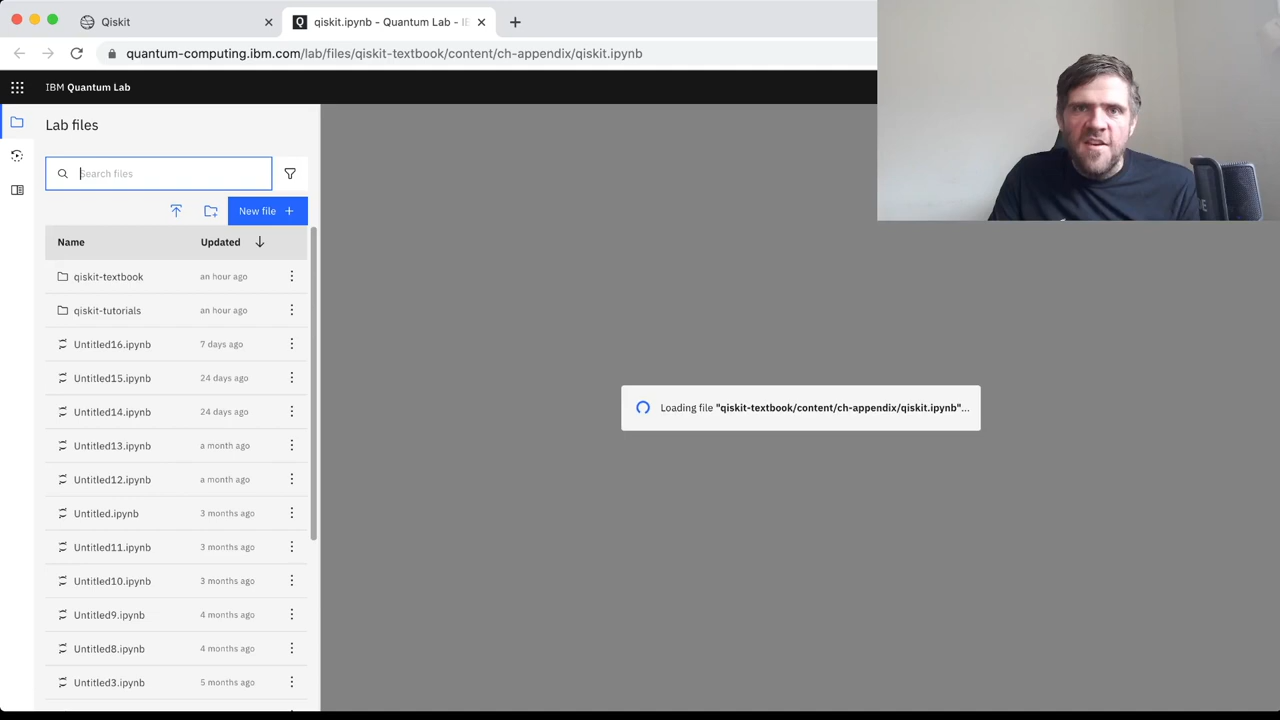 Qiskit
qiskit.ipynb - Quantum Lab -
quantum-computing.ibm.com/lab/files/qiskit-textbook/content/ch-appendix/qiskit.ipynb
IBM Quantum Lab
Lab files
Search files
New file +
Name Updated
qiskit-textbook an hour ago
qiskit-tutorials an hour ago
Untitled16.ipynb 7 days ago
Untitled15.ipynb 24 days ago
Untitled14.ipynb 24 days ago
Untitled13.ipynb a month ago
Untitled12.ipynb a month ago
Untitled.ipynb 3 months ago
Untitled11.ipynb 3 months ago
Untitled10.ipynb 3 months ago
Untitled9.ipynb 4 months ago
Untitled8.ipynb 4 months ago
Untitled3.ipynb 5 months ago
Loading file "qiskit-textbook/content/ch-appendix/qiskit.ipynb"...